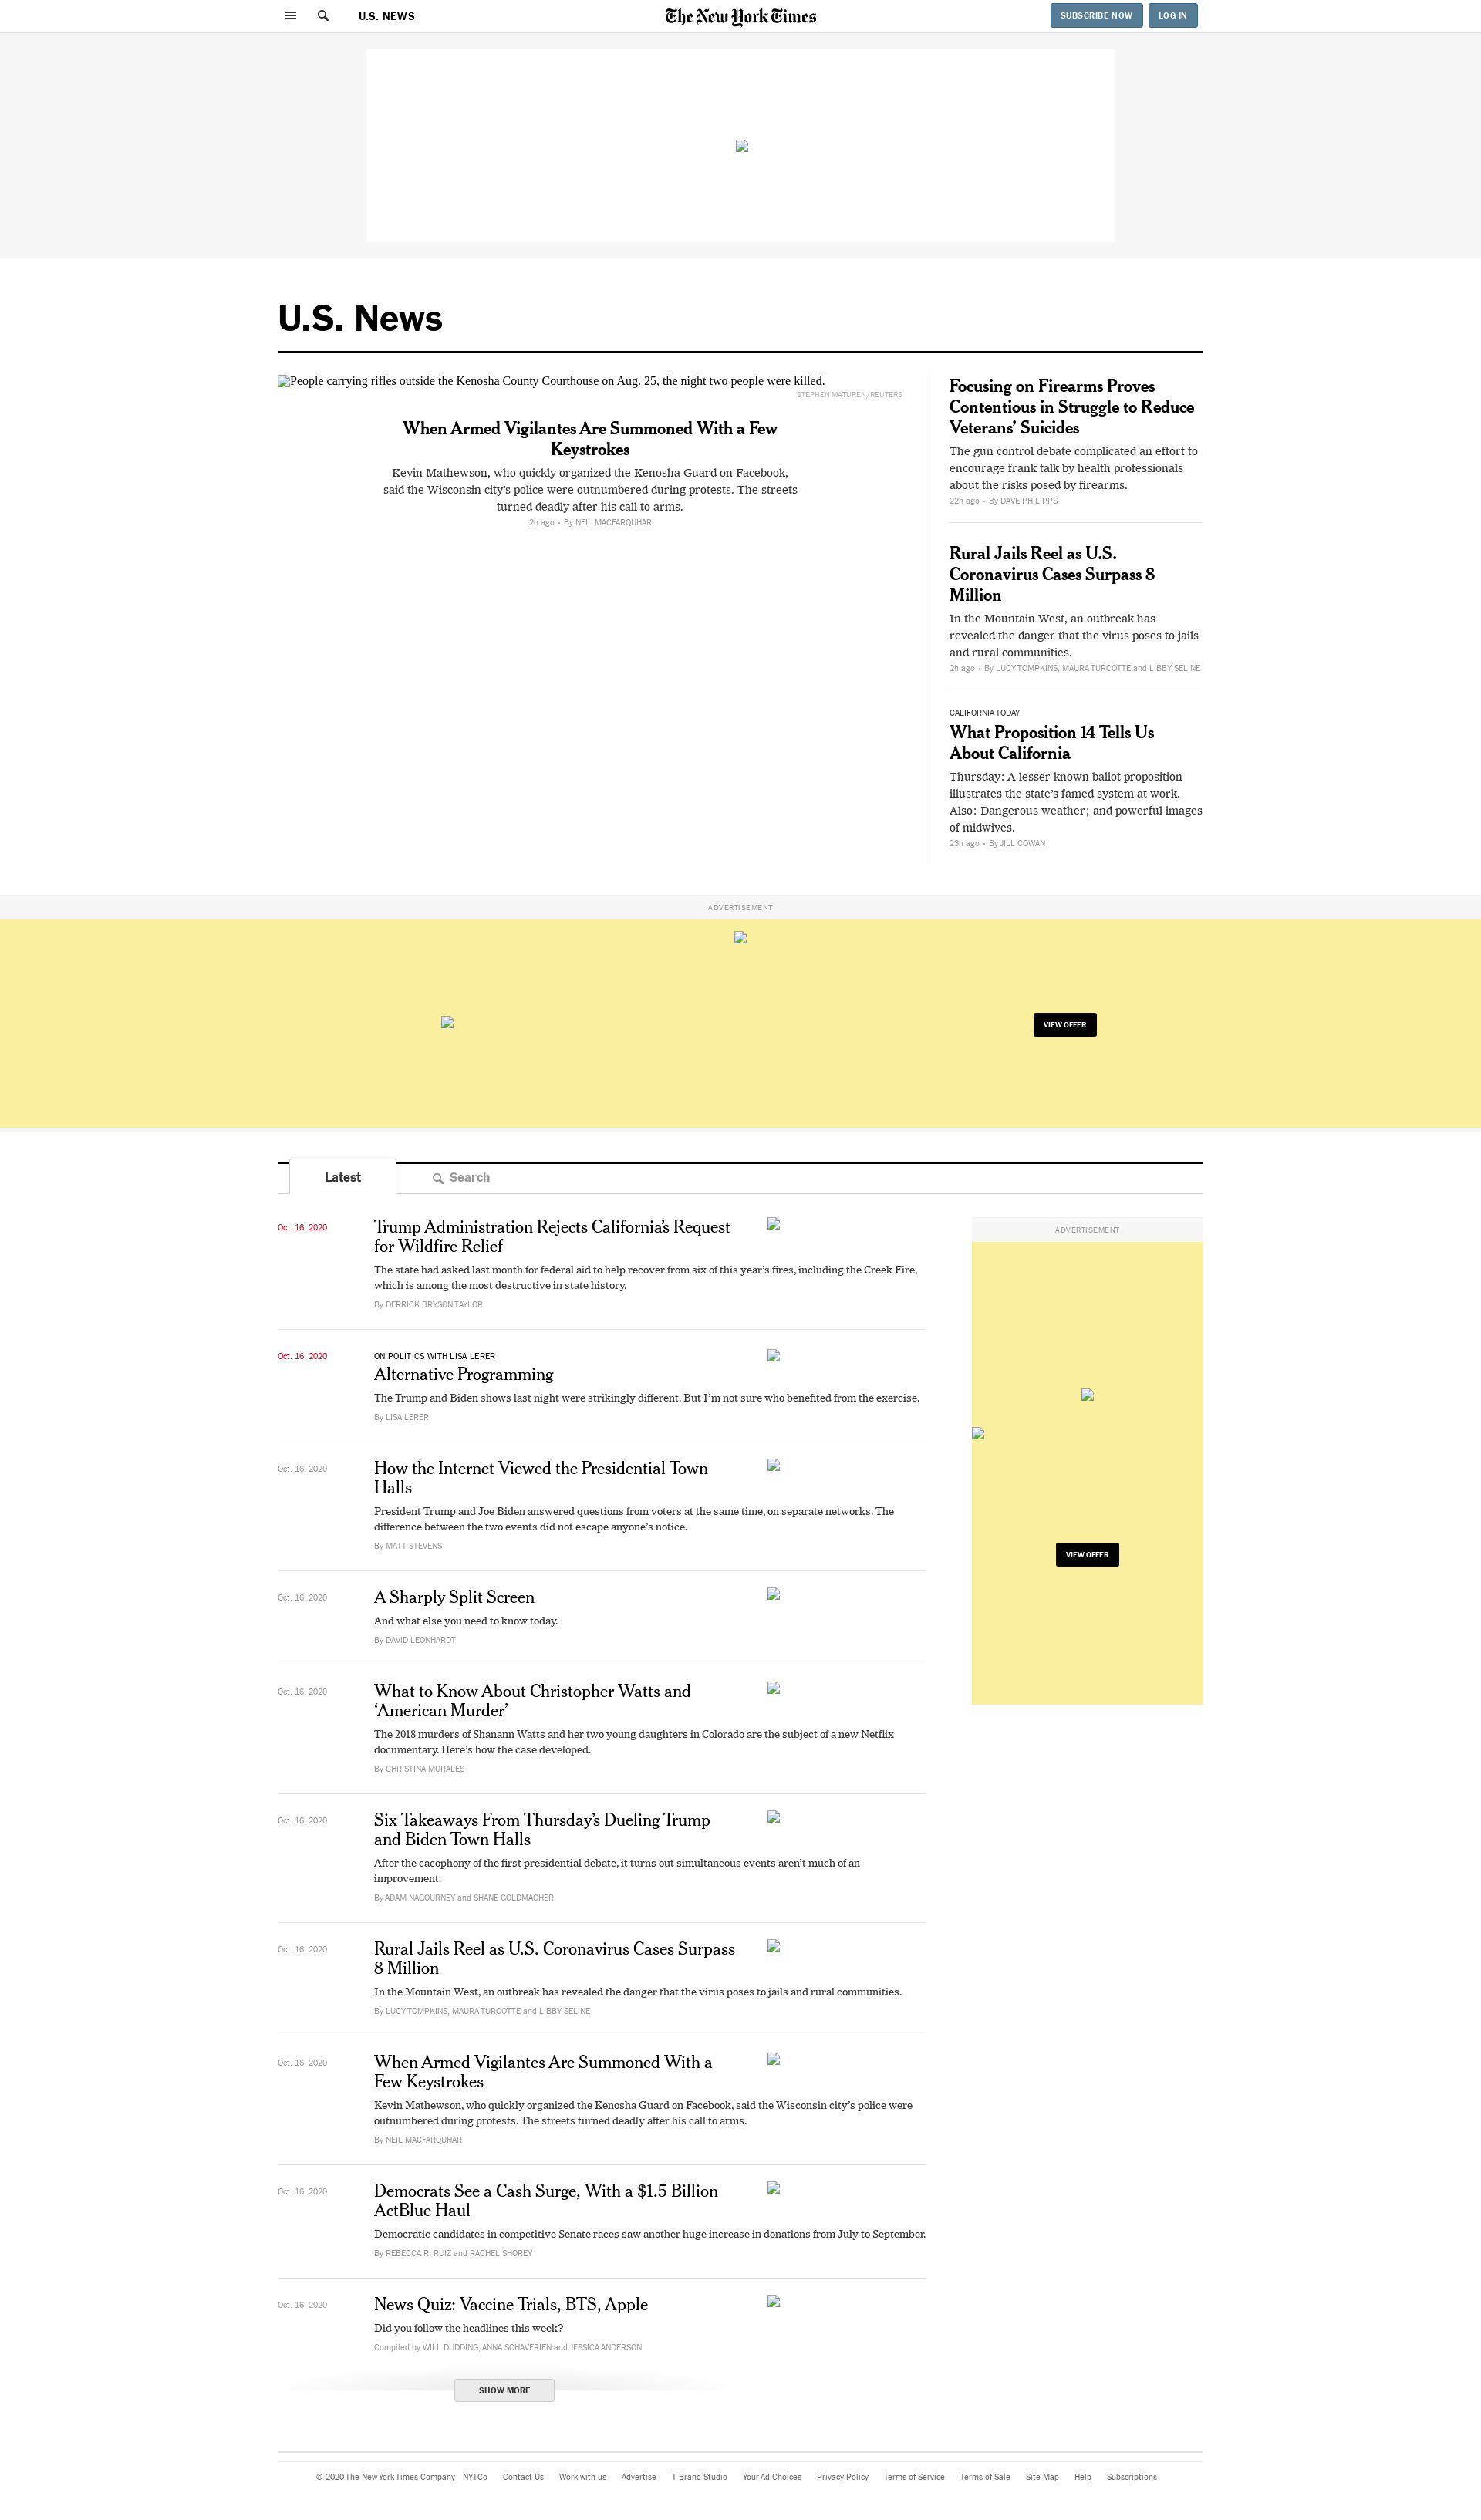 U.S. NEWS
The New York Times
SUBSCRIBE NOW
LOG IN
U.S. News
People carrying rifles outside the Kenosha County Courthouse on Aug. 25, the night two people were killed.
STEPHEN MATUREN/REUTERS
When Armed Vigilantes Are Summoned With a Few
Keystrokes
Kevin Mathewson, who quickly organized the Kenosha Guard on Facebook,
said the Wisconsin city’s police were outnumbered during protests. The streets
turned deadly after his call to arms.
2h ago • By NEIL MACFARQUHAR
Focusing on Firearms Proves
Contentious in Struggle to Reduce
Veterans’ Suicides
The gun control debate complicated an effort to
encourage frank talk by health professionals
about the risks posed by firearms.
22h ago • By DAVE PHILIPPS
Rural Jails Reel as U.S.
Coronavirus Cases Surpass 8
Million
In the Mountain West, an outbreak has
revealed the danger that the virus poses to jails
and rural communities.
2h ago • By LUCY TOMPKINS, MAURA TURCOTTE and LIBBY SELINE
CALIFORNIA TODAY
What Proposition 14 Tells Us
About California
Thursday: A lesser known ballot proposition
illustrates the state’s famed system at work.
Also: Dangerous weather; and powerful images
of midwives.
23h ago • By JILL COWAN
ADVERTISEMENT
VIEW OFFER
Latest
Search
Oct. 16, 2020
Trump Administration Rejects California’s Request
for Wildfire Relief
The state had asked last month for federal aid to help recover from six of this year’s fires, including the Creek Fire,
which is among the most destructive in state history.
By DERRICK BRYSON TAYLOR
ADVERTISEMENT
VIEW OFFER
Oct. 16, 2020
ON POLITICS WITH LISA LERER
Alternative Programming
The Trump and Biden shows last night were strikingly different. But I’m not sure who benefited from the exercise.
By LISA LERER
Oct. 16, 2020
How the Internet Viewed the Presidential Town
Halls
President Trump and Joe Biden answered questions from voters at the same time, on separate networks. The
difference between the two events did not escape anyone’s notice.
By MATT STEVENS
Oct. 16, 2020
A Sharply Split Screen
And what else you need to know today.
By DAVID LEONHARDT
Oct. 16, 2020
What to Know About Christopher Watts and
‘American Murder’
The 2018 murders of Shanann Watts and her two young daughters in Colorado are the subject of a new Netflix
documentary. Here’s how the case developed.
By CHRISTINA MORALES
Oct. 16, 2020
Six Takeaways From Thursday’s Dueling Trump
and Biden Town Halls
After the cacophony of the first presidential debate, it turns out simultaneous events aren’t much of an
improvement.
By ADAM NAGOURNEY and SHANE GOLDMACHER
Oct. 16, 2020
Rural Jails Reel as U.S. Coronavirus Cases Surpass
8 Million
In the Mountain West, an outbreak has revealed the danger that the virus poses to jails and rural communities.
By LUCY TOMPKINS, MAURA TURCOTTE and LIBBY SELINE
Oct. 16, 2020
When Armed Vigilantes Are Summoned With a
Few Keystrokes
Kevin Mathewson, who quickly organized the Kenosha Guard on Facebook, said the Wisconsin city’s police were
outnumbered during protests. The streets turned deadly after his call to arms.
By NEIL MACFARQUHAR
Oct. 16, 2020
Democrats See a Cash Surge, With a $1.5 Billion
ActBlue Haul
Democratic candidates in competitive Senate races saw another huge increase in donations from July to September.
By REBECCA R. RUIZ and RACHEL SHOREY
Oct. 16, 2020
News Quiz: Vaccine Trials, BTS, Apple
Did you follow the headlines this week?
Compiled by WILL DUDDING, ANNA SCHAVERIEN and JESSICA ANDERSON
SHOW MORE
© 2020 The New York Times Company NYTCo Contact Us Work with us Advertise T Brand Studio Your Ad Choices Privacy Policy Terms of Service Terms of Sale Site Map Help Subscriptions